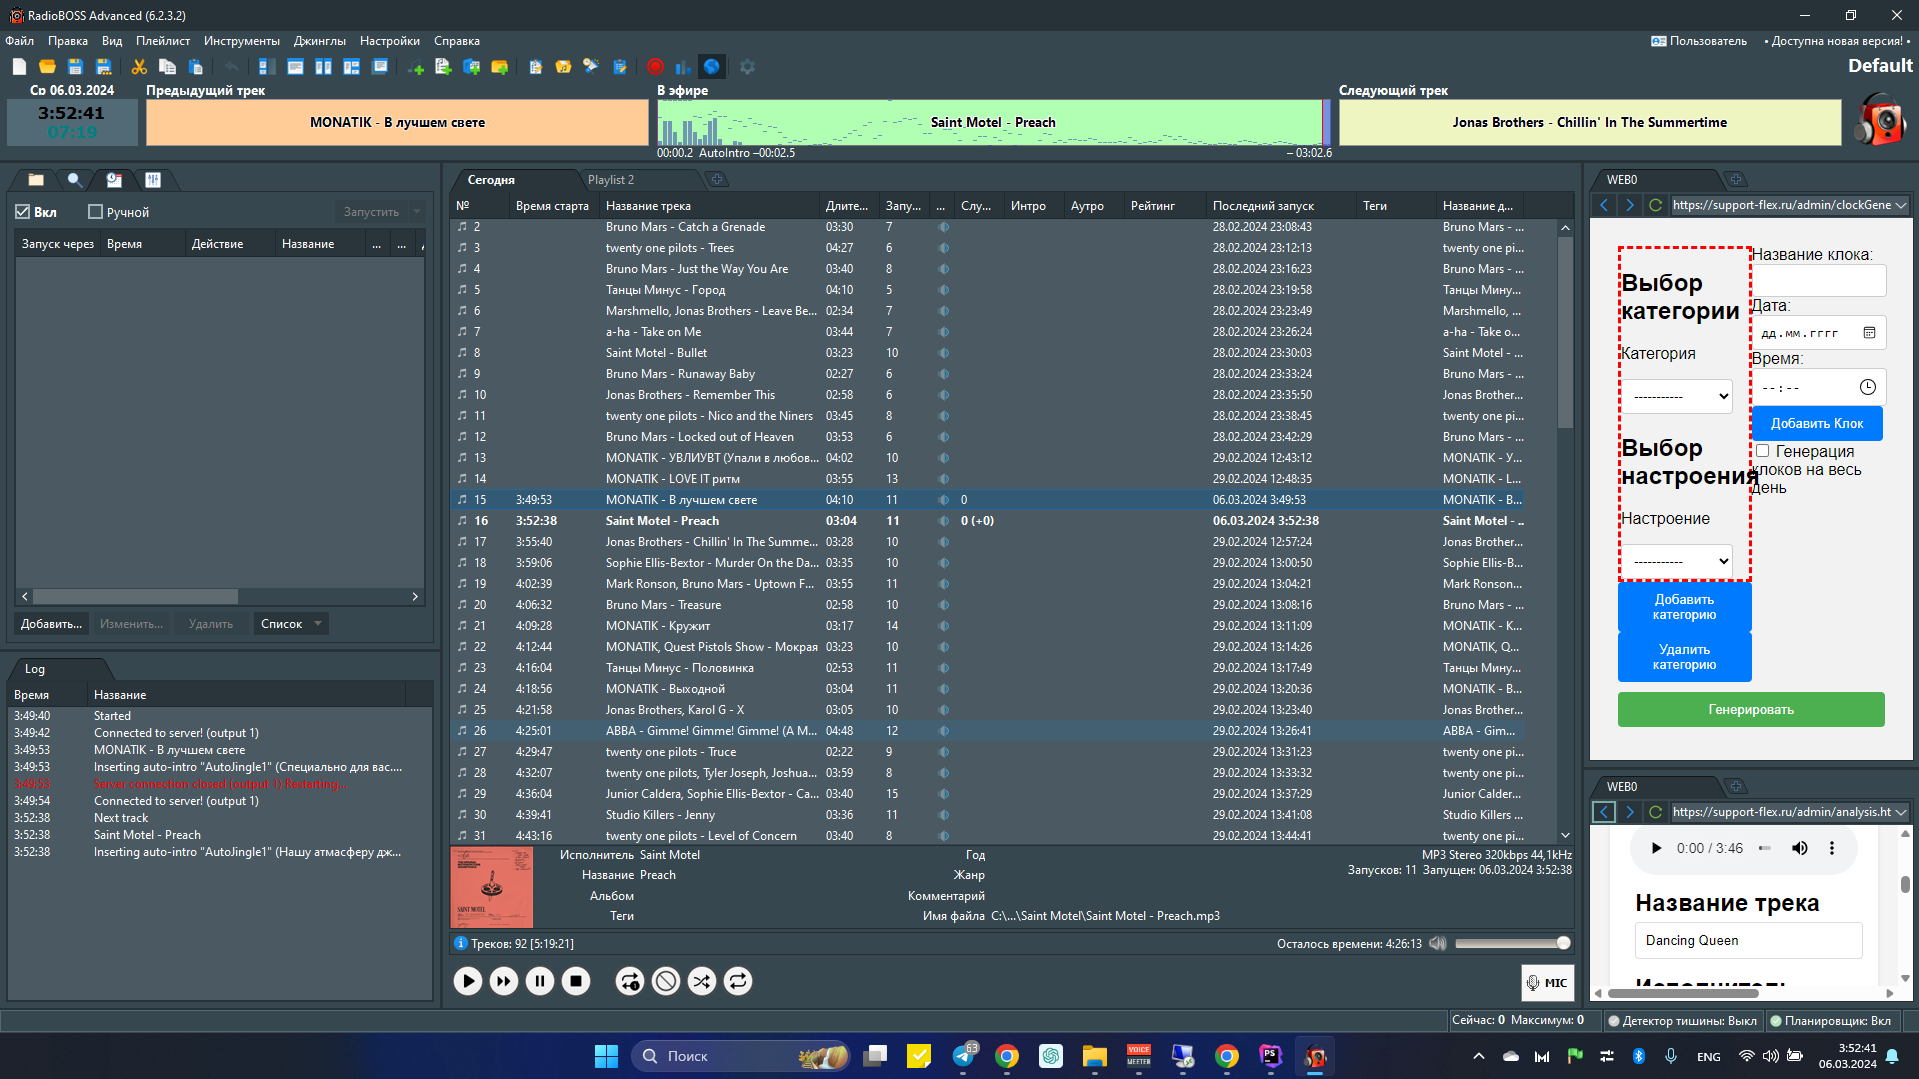 RadioBOSS Advanced (6.2.3.2)
Файл Правка Вид Плейлист Инструменты Джинглы Настройки Справка
Пользователь • Доступна новая версия! •
Default
Ср 06.03.2024
3:52:41
07:19
Предыдущий трек
MONATIK - В лучшем свете
В эфире
Saint Motel - Preach
00:00.2 AutoIntro −00:02.5
− 03:02.6
Следующий трек
Jonas Brothers - Chillin' In The Summertime
Вкл Ручной Запустить
Запуск через Время Действие Название ... ...
Добавить... Изменить... Удалить Список
Log
Время Название
3:49:40 Started
3:49:42 Connected to server! (output 1)
3:49:53 MONATIK - В лучшем свете
3:49:53 Inserting auto-intro "AutoJingle1" (Специально для вас....
3:49:53 Server connection closed (output 1) Restarting...
3:49:54 Connected to server! (output 1)
3:52:38 Next track
3:52:38 Saint Motel - Preach
3:52:38 Inserting auto-intro "AutoJingle1" (Нашу атмасферу дж...
Сегодня Playlist 2
№ Время старта Название трека Длите... Запу... ... Слу... Интро Аутро Рейтинг Последний запуск Теги Название д...
2 Bruno Mars - Catch a Grenade 03:30 7 28.02.2024 23:08:43 Bruno Mars - ...
3 twenty one pilots - Trees 04:27 6 28.02.2024 23:12:13 twenty one pi...
4 Bruno Mars - Just the Way You Are 03:40 8 28.02.2024 23:16:23 Bruno Mars - ...
5 Танцы Минус - Город 04:10 5 28.02.2024 23:19:58 Танцы Мину...
6 Marshmello, Jonas Brothers - Leave Be... 02:34 7 28.02.2024 23:23:49 Marshmello, ...
7 a-ha - Take on Me 03:44 7 28.02.2024 23:26:24 a-ha - Take o...
8 Saint Motel - Bullet 03:23 10 28.02.2024 23:30:03 Saint Motel - ...
9 Bruno Mars - Runaway Baby 02:27 6 28.02.2024 23:33:24 Bruno Mars - ...
10 Jonas Brothers - Remember This 02:58 6 28.02.2024 23:35:50 Jonas Brother...
11 twenty one pilots - Nico and the Niners 03:45 8 28.02.2024 23:38:45 twenty one pi...
12 Bruno Mars - Locked out of Heaven 03:53 6 28.02.2024 23:42:29 Bruno Mars - ...
13 MONATIK - УВЛИУВТ (Упали в любов... 04:02 10 29.02.2024 12:43:12 MONATIK - У...
14 MONATIK - LOVE IT ритм 03:55 13 29.02.2024 12:48:35 MONATIK - L...
15 3:49:53 MONATIK - В лучшем свете 04:10 11 0 06.03.2024 3:49:53 MONATIK - В...
16 3:52:38 Saint Motel - Preach 03:04 11 0 (+0) 06.03.2024 3:52:38 Saint Motel - ..
17 3:55:40 Jonas Brothers - Chillin' In The Summe... 03:28 10 29.02.2024 12:57:24 Jonas Brother...
18 3:59:06 Sophie Ellis-Bextor - Murder On the Da... 03:35 10 29.02.2024 13:00:50 Sophie Ellis-B...
19 4:02:39 Mark Ronson, Bruno Mars - Uptown F... 03:55 11 29.02.2024 13:04:21 Mark Ronson...
20 4:06:32 Bruno Mars - Treasure 02:58 10 29.02.2024 13:08:16 Bruno Mars - ...
21 4:09:28 MONATIK - Кружит 03:17 14 29.02.2024 13:11:09 MONATIK - К...
22 4:12:44 MONATIK, Quest Pistols Show - Мокрая 03:23 10 29.02.2024 13:14:26 MONATIK, Q...
23 4:16:04 Танцы Минус - Половинка 02:53 11 29.02.2024 13:17:49 Танцы Мину...
24 4:18:56 MONATIK - Выходной 03:04 11 29.02.2024 13:20:36 MONATIK - В...
25 4:21:58 Jonas Brothers, Karol G - X 03:05 10 29.02.2024 13:23:40 Jonas Brother...
26 4:25:01 ABBA - Gimme! Gimme! Gimme! (A M... 04:48 12 29.02.2024 13:26:41 ABBA - Gim...
27 4:29:47 twenty one pilots - Truce 02:22 9 29.02.2024 13:31:23 twenty one pi...
28 4:32:07 twenty one pilots, Tyler Joseph, Joshua... 03:59 8 29.02.2024 13:33:32 twenty one pi...
29 4:36:04 Junior Caldera, Sophie Ellis-Bextor - Ca... 03:40 15 29.02.2024 13:37:29 Junior Calder...
30 4:39:41 Studio Killers - Jenny 03:36 11 29.02.2024 13:41:08 Studio Killers ...
31 4:43:16 twenty one pilots - Level of Concern 03:40 8 29.02.2024 13:44:41 twenty one pi...
SAINT MOTEL
Исполнитель Saint Motel
Название Preach
Альбом
Теги
Год
Жанр
Комментарий
Имя файла C:\...\Saint Motel\Saint Motel - Preach.mp3
MP3 Stereo 320kbps 44,1kHz
Запусков: 11 Запущен: 06.03.2024 3:52:38
Треков: 92 [5:19:21]
Осталось времени: 4:26:13
MIC
WEB0
https://support-flex.ru/admin/clockGene
Выбор категории
Категория
-----------
Выбор настроения
Настроение
-----------
Добавить категорию
Удалить категорию
Название клока:
Дата:
дд.мм.гггг
Время:
--:--
Добавить Клок
Генерация клоков на весь день
Генерировать
WEB0
https://support-flex.ru/admin/analysis.ht
0:00 / 3:46
Название трека
Dancing Queen
Исполнитель
Сейчас: 0 Максимум: 0 Детектор тишины: Выкл Планировщик: Вкл
Поиск
63
VOICE MEETER
PS
ENG
3:52:41
06.03.2024